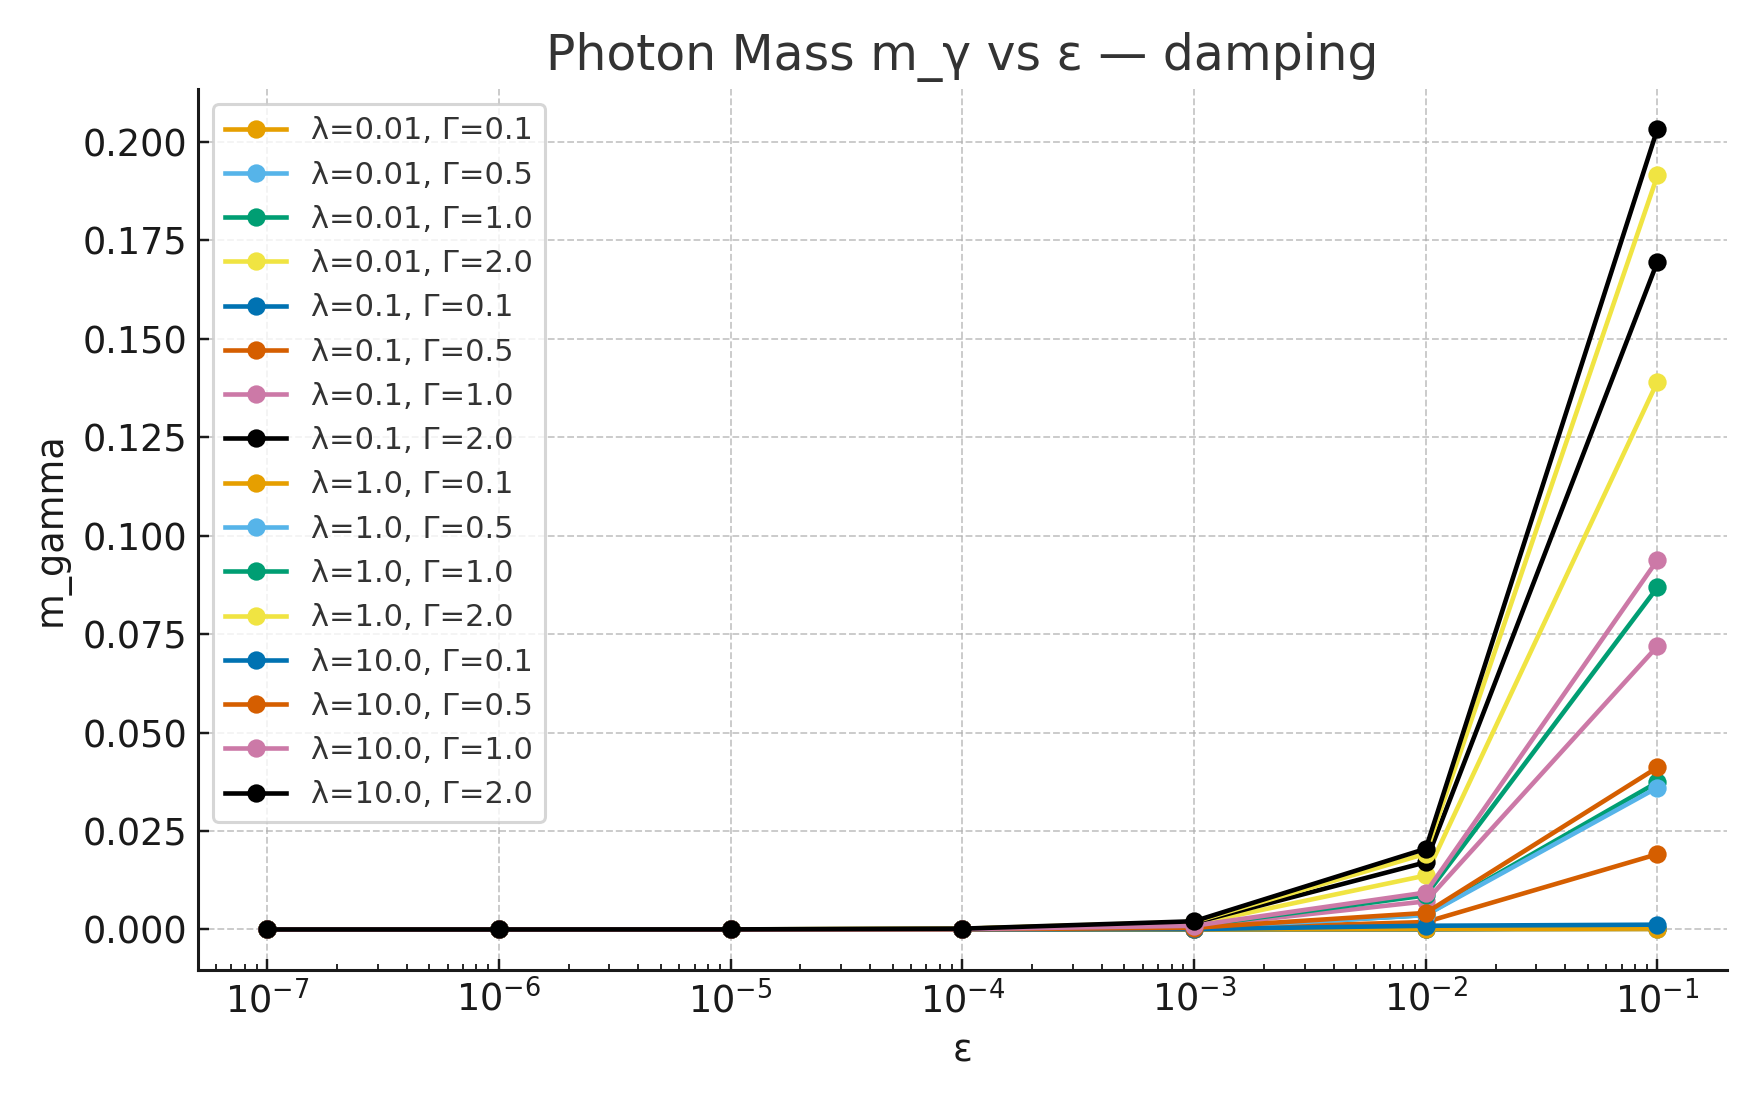 Photon Mass m_γ vs ε — damping
λ=0.01, Γ=0.1
λ=0.01, Γ=0.5
λ=0.01, Γ=1.0
λ=0.01, Γ=2.0
λ=0.1, Γ=0.1
λ=0.1, Γ=0.5
λ=0.1, Γ=1.0
λ=0.1, Γ=2.0
λ=1.0, Γ=0.1
λ=1.0, Γ=0.5
λ=1.0, Γ=1.0
λ=1.0, Γ=2.0
λ=10.0, Γ=0.1
λ=10.0, Γ=0.5
λ=10.0, Γ=1.0
λ=10.0, Γ=2.0
0.200
0.175
0.150
0.125
0.100
0.075
0.050
0.025
0.000
m_gamma
10⁻⁷ 10⁻⁶ 10⁻⁵ 10⁻⁴ 10⁻³ 10⁻² 10⁻¹
ε